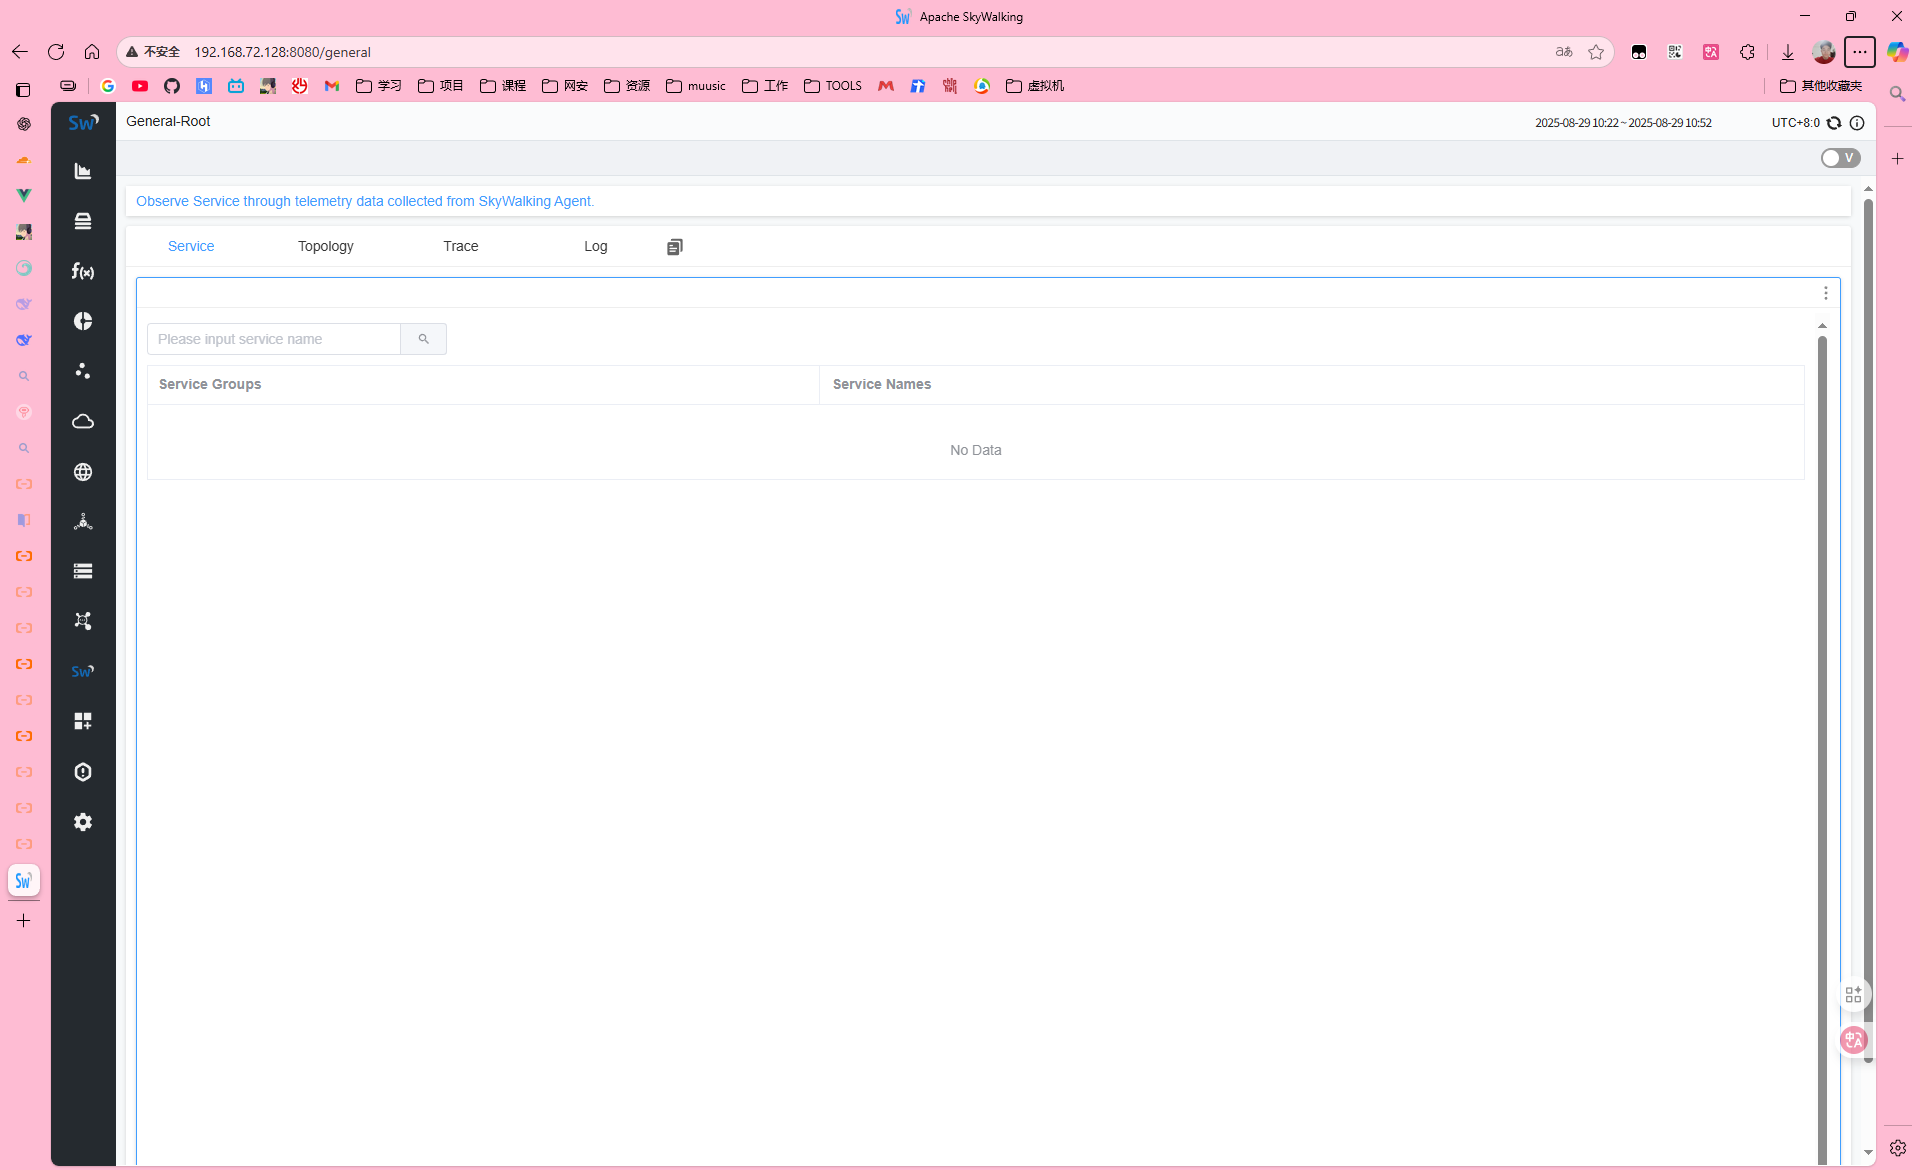 Apache SkyWalking
不安全 192.168.72.128:8080/general
学习 项目 课程 网安 资源 muusic 工作 TOOLS 虚拟机 其他收藏夹
Sw
General-Root
2025-08-29 10:22 ~ 2025-08-29 10:52
UTC+8:0
V
Observe Service through telemetry data collected from SkyWalking Agent.
Service Topology Trace Log
Please input service name
Service Groups Service Names
No Data
f(x)
Sw
Sw